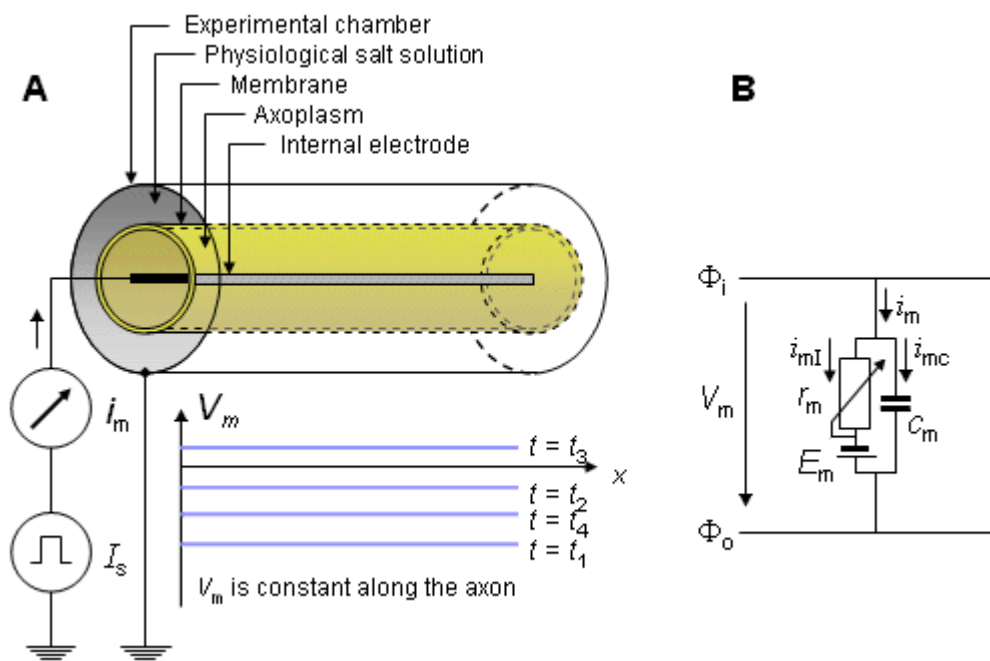 Experimental chamber
Physiological salt solution
A
Membrane
B
Axoplasm
Internal electrode
Φi
im
imI
imc
Vm
rm
cm
Em
Φo
im
Vm
t = t3
x
t = t2
t = t4
t = t1
Is
Vm is constant along the axon